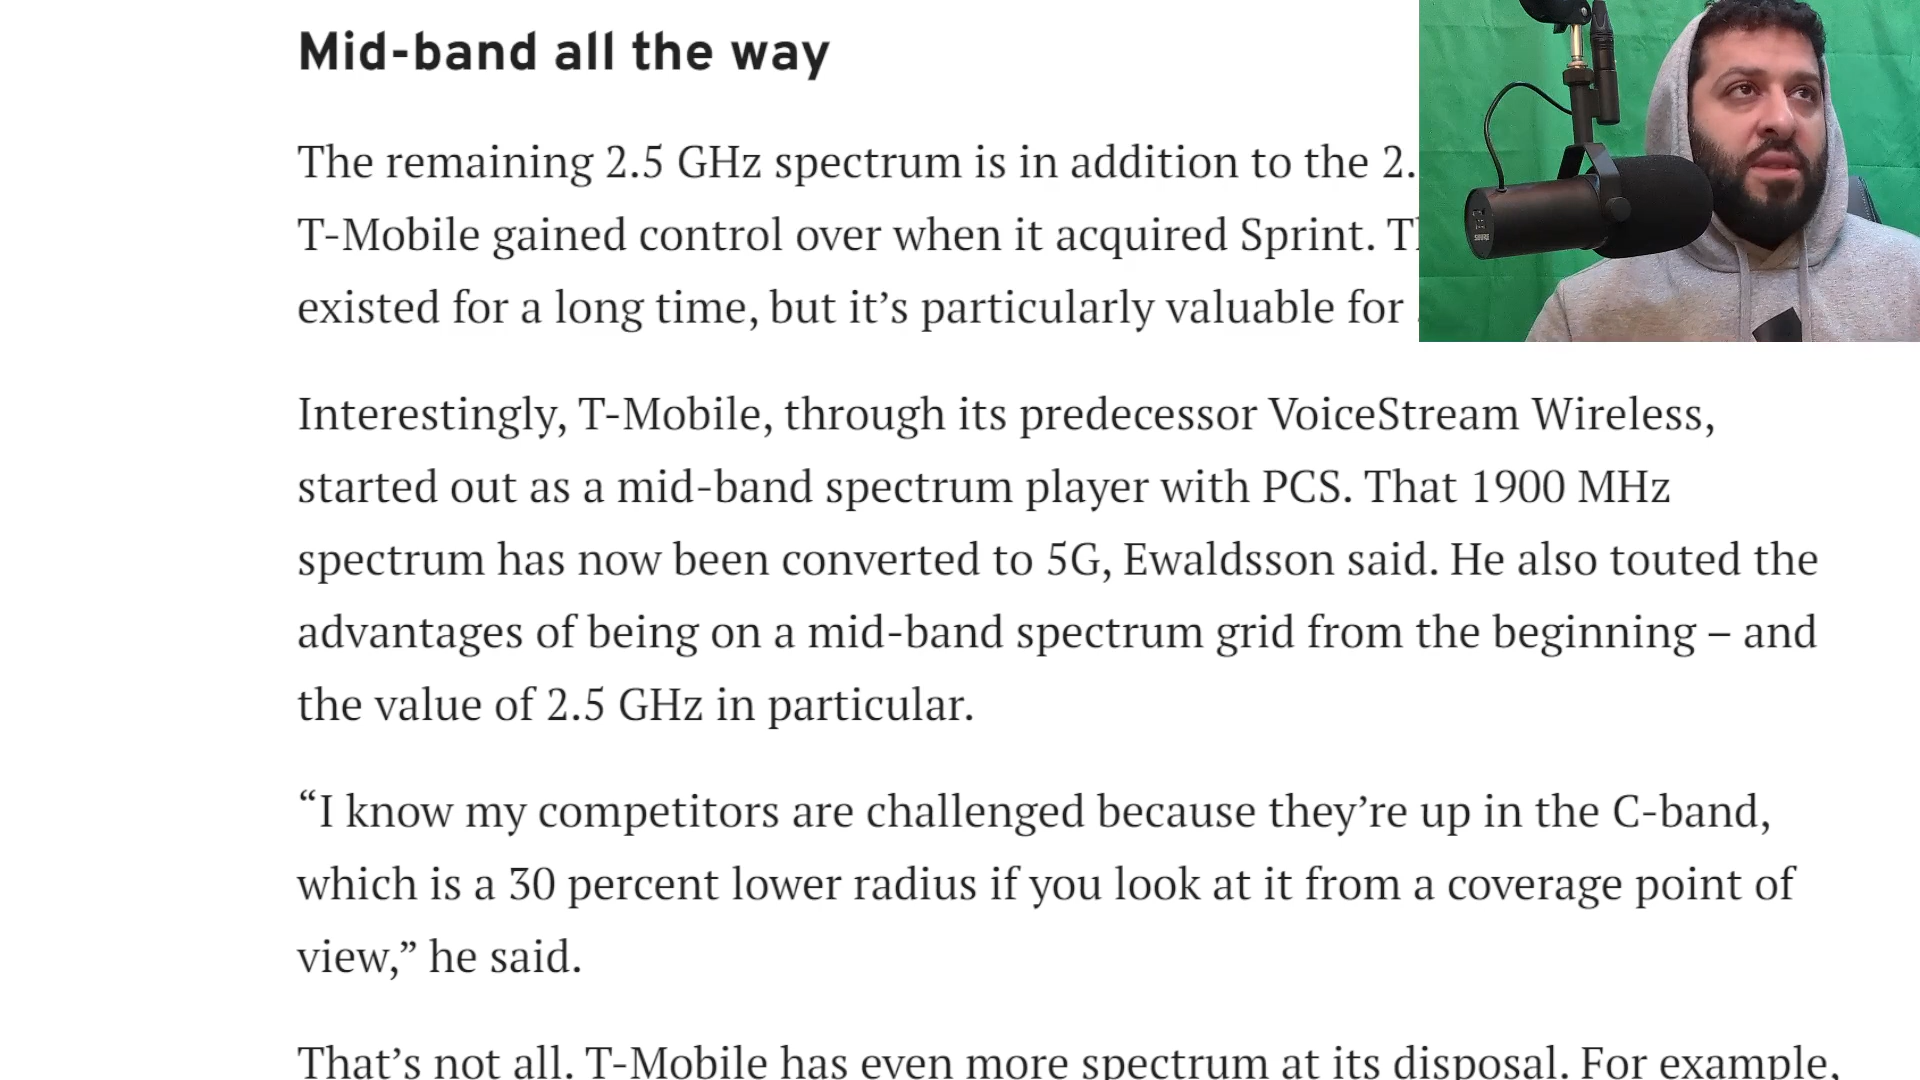 Mid-band all the way
The remaining 2.5 GHz spectrum is in addition to the 2.
T-Mobile gained control over when it acquired Sprint.
existed for a long time, but it’s particularly valuable for
Interestingly, T-Mobile, through its predecessor VoiceStream Wireless,
started out as a mid-band spectrum player with PCS. That 1900 MHz
spectrum has now been converted to 5G, Ewaldsson said. He also touted the
advantages of being on a mid-band spectrum grid from the beginning – and
the value of 2.5 GHz in particular.
“I know my competitors are challenged because they’re up in the C-band,
which is a 30 percent lower radius if you look at it from a coverage point of
view,” he said.
That’s not all. T-Mobile has even more spectrum at its disposal. For example,
SHURE